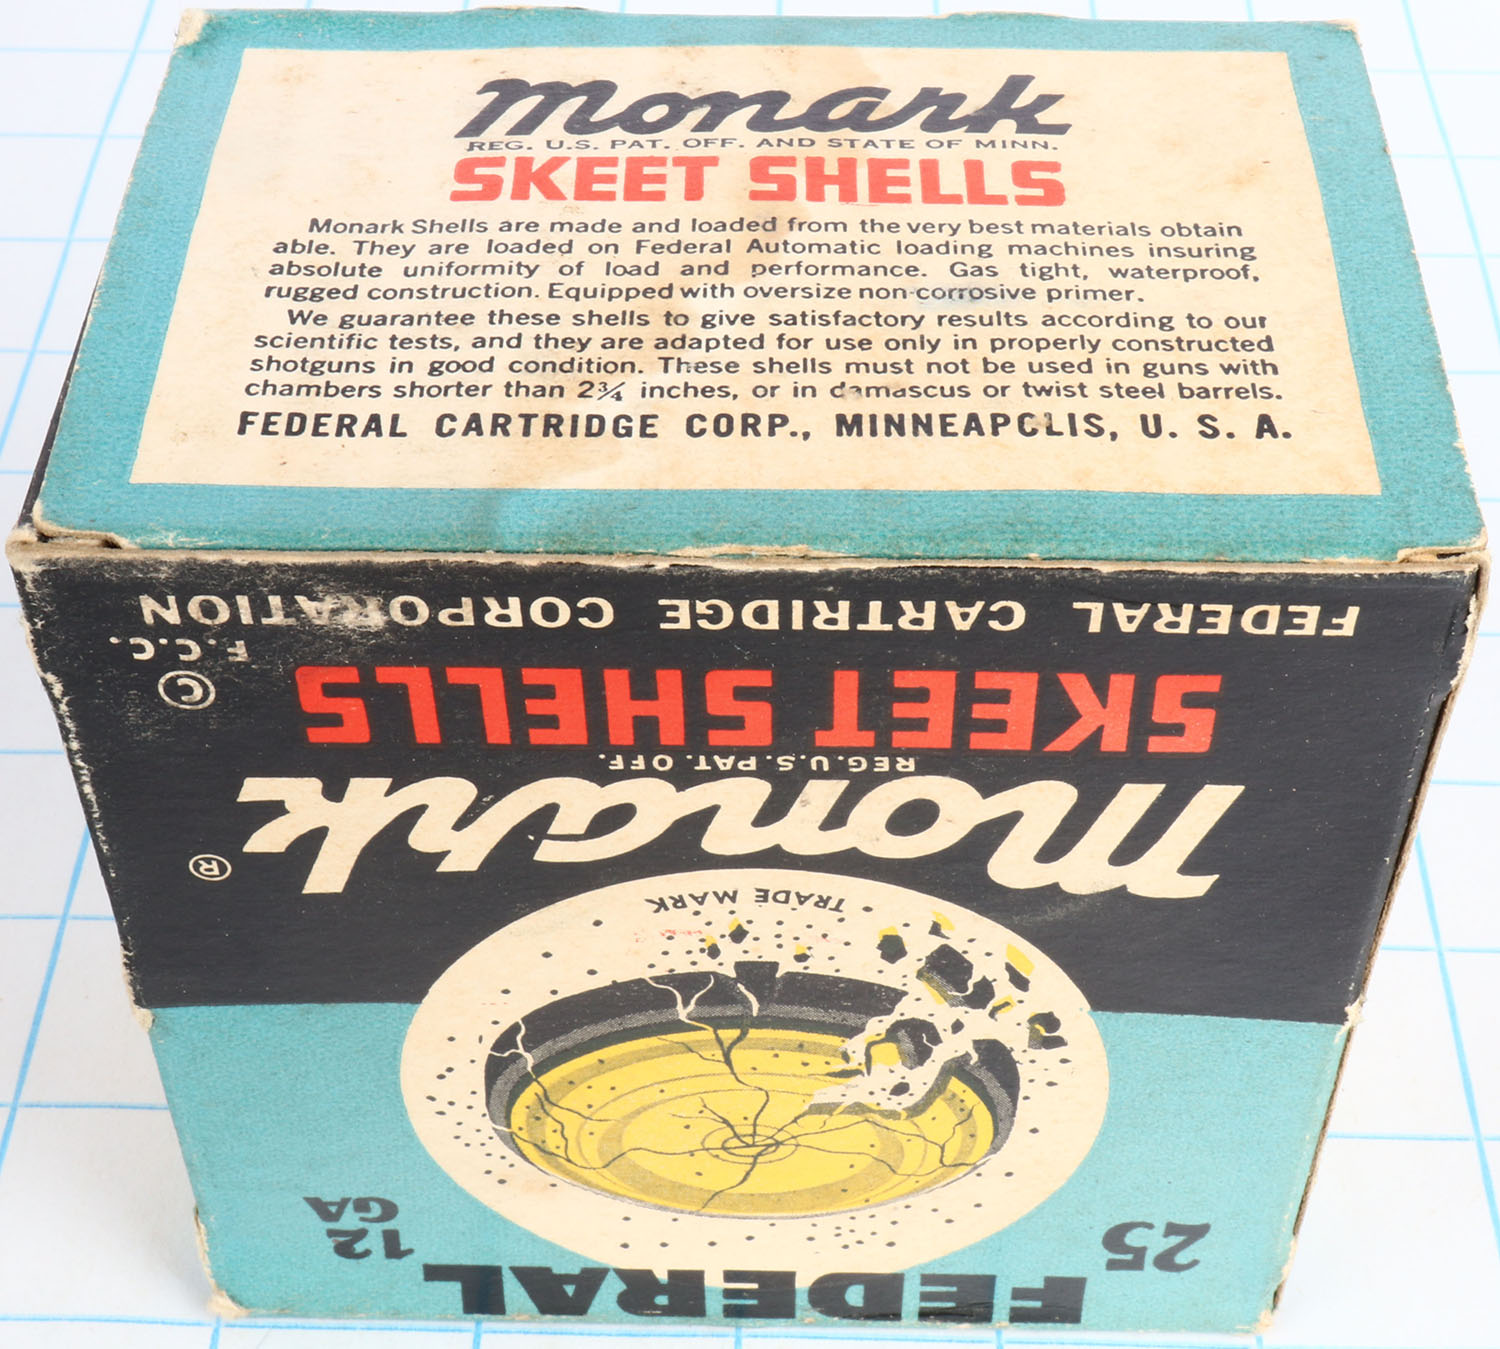 Monark
REG. U.S. PAT. OFF. AND STATE OF MINN.
SKEET SHELLS
Monark Shells are made and loaded from the very best materials obtain
able. They are loaded on Federal Automatic loading machines insuring
absolute uniformity of load and performance. Gas tight, waterproof,
rugged construction. Equipped with oversize non-corrosive primer.
We guarantee these shells to give satisfactory results according to our
scientific tests, and they are adapted for use only in properly constructed
shotguns in good condition. These shells must not be used in guns with
chambers shorter than 2¾ inches, or in damascus or twist steel barrels.
FEDERAL CARTRIDGE CORP., MINNEAPOLIS, U. S. A.
FEDERAL
25
12
GA
TRADE MARK
Monark ®
REG. U.S. PAT. OFF.
SKEET SHELLS ©
F.C.C.
FEDERAL CARTRIDGE CORPORATION